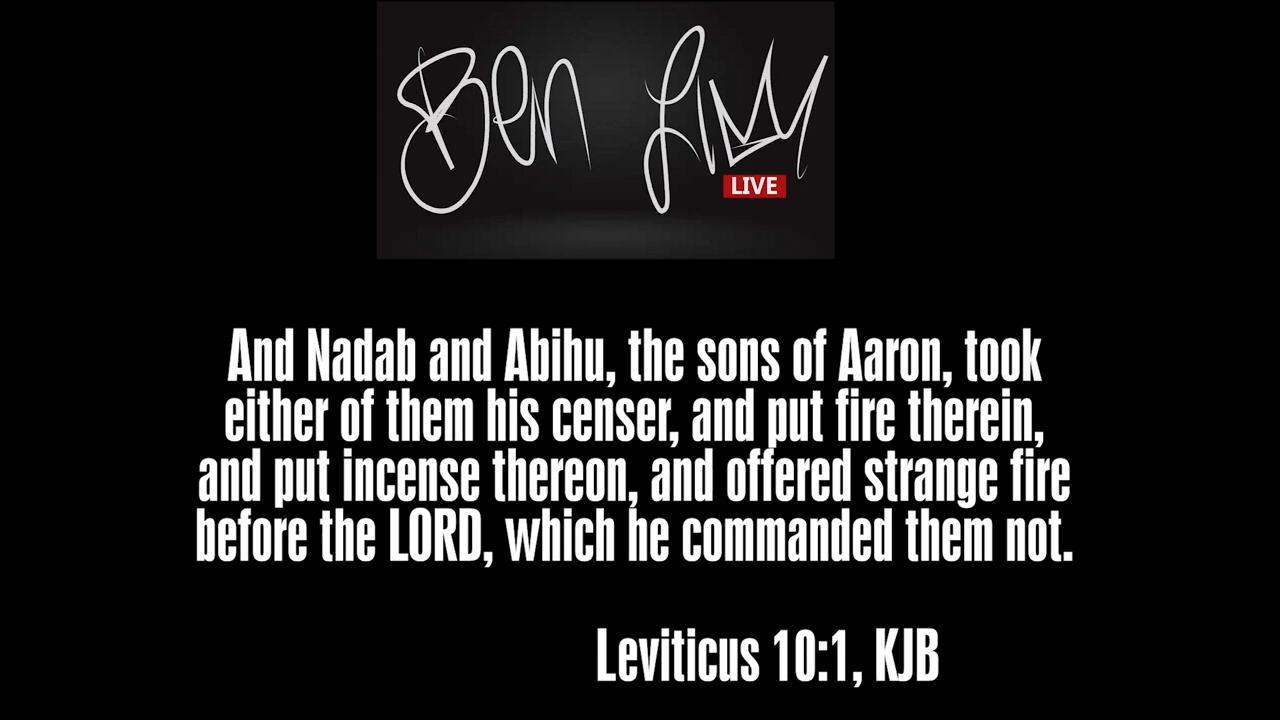 Ben Livy
LIVE
And Nadab and Abihu, the sons of Aaron, took
either of them his censer, and put fire therein,
and put incense thereon, and offered strange fire
before the LORD, which he commanded them not.
Leviticus 10:1, KJB